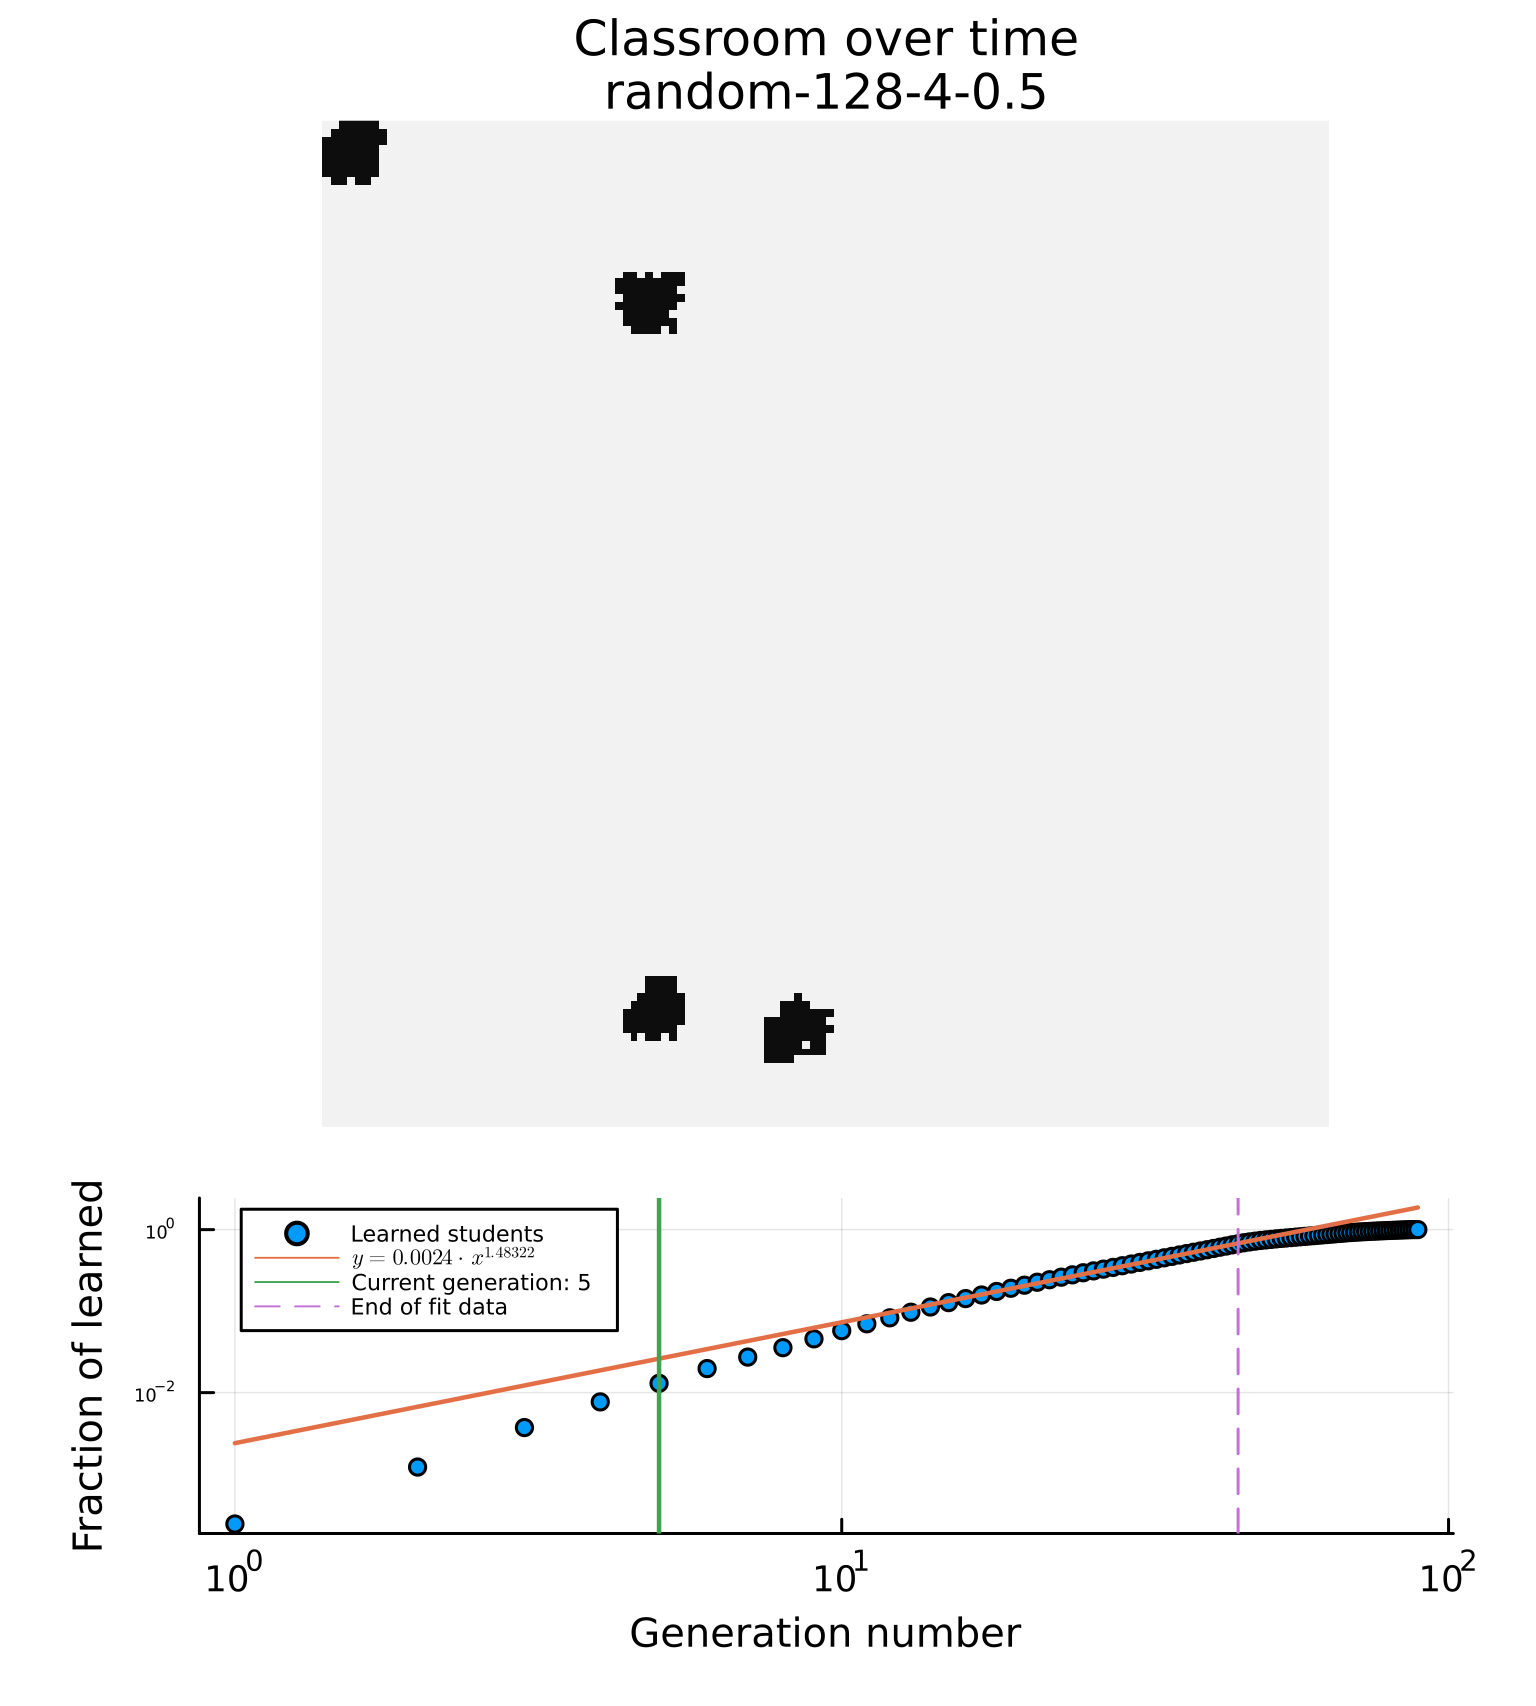 Classroom over time
random-128-4-0.5
Fraction of learned
10⁰
10⁻²
Learned students
y = 0.0024 · x^1.48322
Current generation: 5
End of fit data
10⁰ 10¹ 10²
Generation number